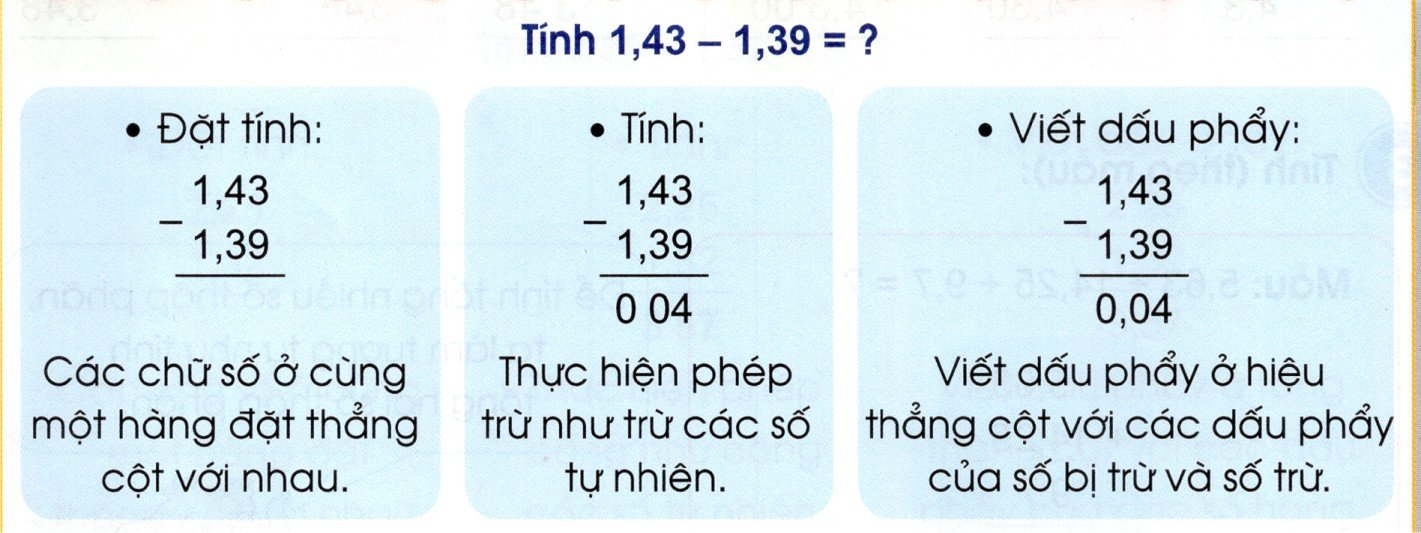 Tính 1,43 – 1,39 = ?
• Đặt tính:
1,43
–
1,39
Các chữ số ở cùng
một hàng đặt thẳng
cột với nhau.
• Tính:
1,43
–
1,39
0 04
Thực hiện phép
trừ như trừ các số
tự nhiên.
• Viết dấu phẩy:
1,43
–
1,39
0,04
Viết dấu phẩy ở hiệu
thẳng cột với các dấu phẩy
của số bị trừ và số trừ.